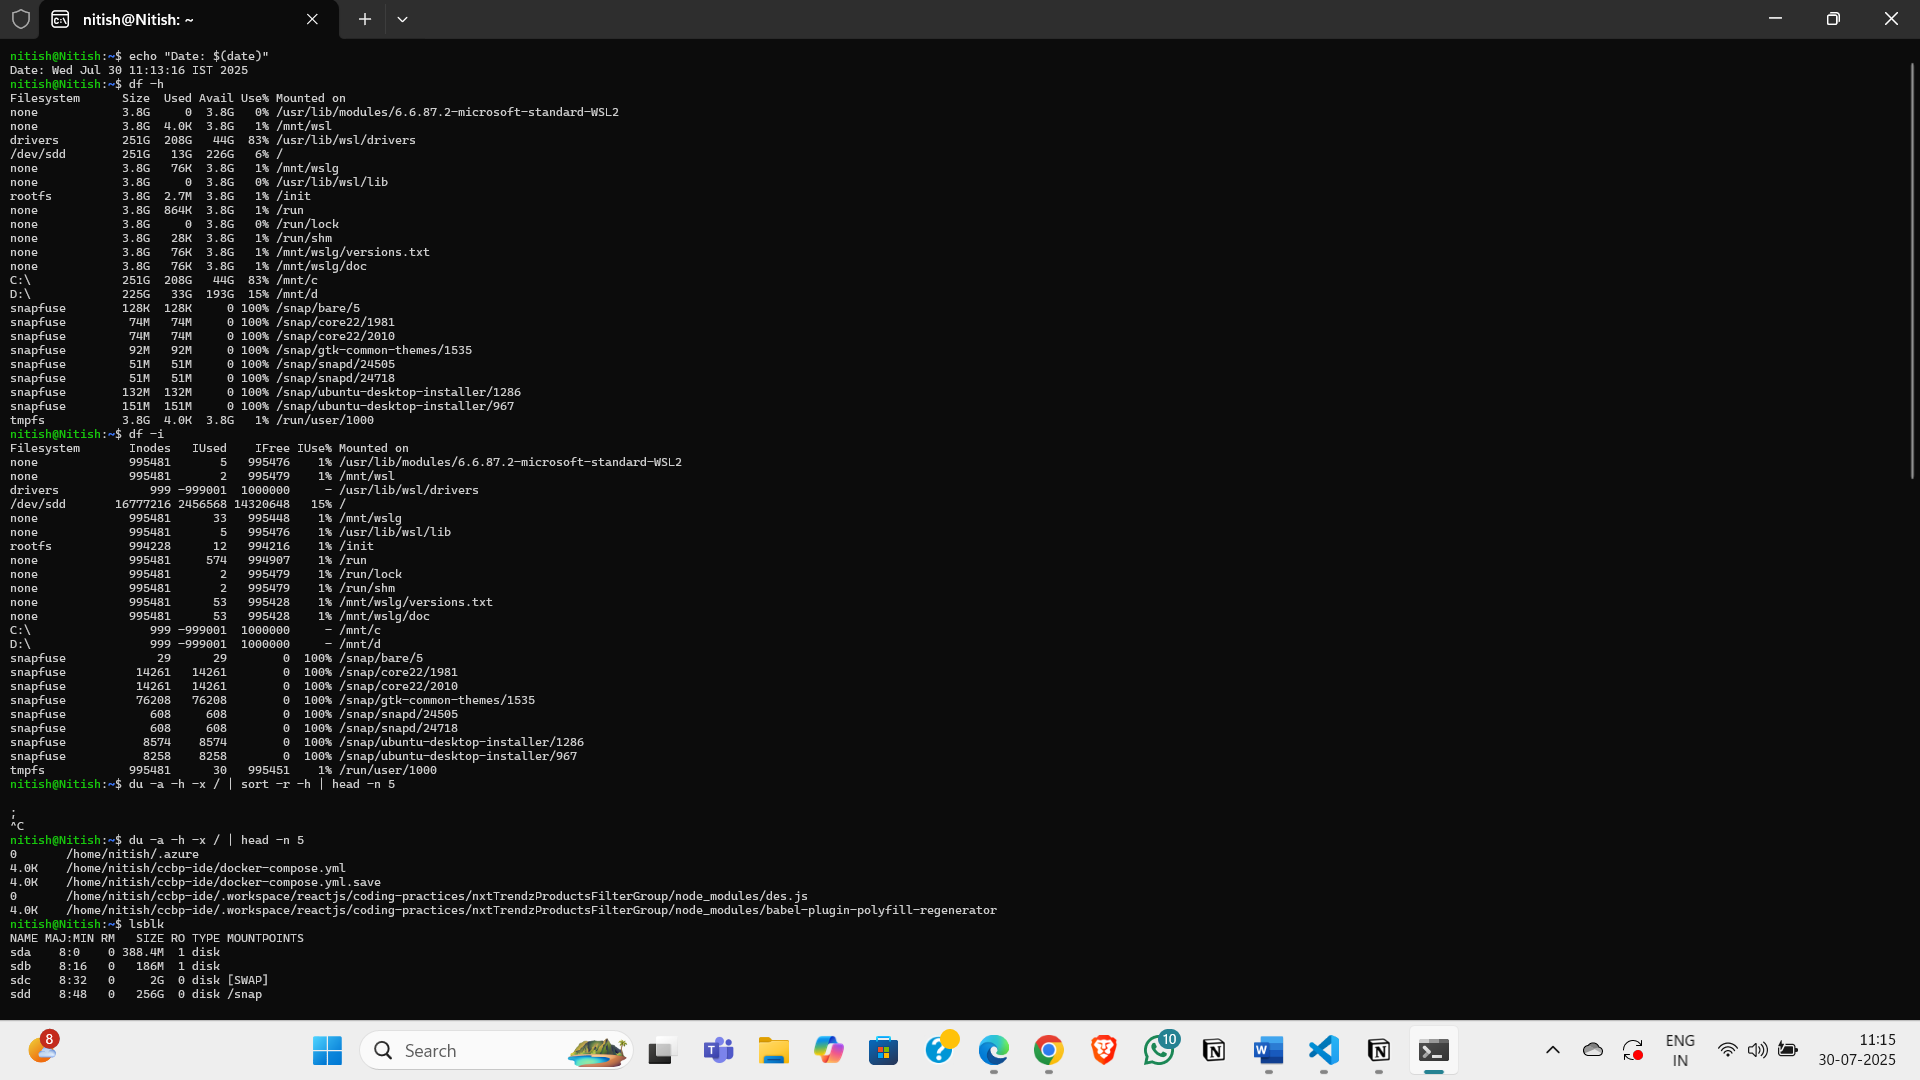 nitish@Nitish: ~
nitish@Nitish:~$ echo "Date: $(date)"
Date: Wed Jul 30 11:13:16 IST 2025
nitish@Nitish:~$ df -h
Filesystem      Size  Used Avail Use% Mounted on
none            3.8G     0  3.8G   0% /usr/lib/modules/6.6.87.2-microsoft-standard-WSL2
none            3.8G  4.0K  3.8G   1% /mnt/wsl
drivers         251G  208G   44G  83% /usr/lib/wsl/drivers
/dev/sdd        251G   13G  226G   6% /
none            3.8G   76K  3.8G   1% /mnt/wslg
none            3.8G     0  3.8G   0% /usr/lib/wsl/lib
rootfs          3.8G  2.7M  3.8G   1% /init
none            3.8G  864K  3.8G   1% /run
none            3.8G     0  3.8G   0% /run/lock
none            3.8G   28K  3.8G   1% /run/shm
none            3.8G   76K  3.8G   1% /mnt/wslg/versions.txt
none            3.8G   76K  3.8G   1% /mnt/wslg/doc
C:\             251G  208G   44G  83% /mnt/c
D:\             225G   33G  193G  15% /mnt/d
snapfuse        128K  128K     0 100% /snap/bare/5
snapfuse         74M   74M     0 100% /snap/core22/1981
snapfuse         74M   74M     0 100% /snap/core22/2010
snapfuse         92M   92M     0 100% /snap/gtk-common-themes/1535
snapfuse         51M   51M     0 100% /snap/snapd/24505
snapfuse         51M   51M     0 100% /snap/snapd/24718
snapfuse        132M  132M     0 100% /snap/ubuntu-desktop-installer/1286
snapfuse        151M  151M     0 100% /snap/ubuntu-desktop-installer/967
tmpfs           3.8G  4.0K  3.8G   1% /run/user/1000
nitish@Nitish:~$ df -i
Filesystem       Inodes   IUsed    IFree IUse% Mounted on
none             995481       5   995476    1% /usr/lib/modules/6.6.87.2-microsoft-standard-WSL2
none             995481       2   995479    1% /mnt/wsl
drivers             999 -999001  1000000     - /usr/lib/wsl/drivers
/dev/sdd       16777216 2456568 14320648   15% /
none             995481      33   995448    1% /mnt/wslg
none             995481       5   995476    1% /usr/lib/wsl/lib
rootfs           994228      12   994216    1% /init
none             995481     574   994907    1% /run
none             995481       2   995479    1% /run/lock
none             995481       2   995479    1% /run/shm
none             995481      53   995428    1% /mnt/wslg/versions.txt
none             995481      53   995428    1% /mnt/wslg/doc
C:\                 999 -999001  1000000     - /mnt/c
D:\                 999 -999001  1000000     - /mnt/d
snapfuse             29      29        0  100% /snap/bare/5
snapfuse          14261   14261        0  100% /snap/core22/1981
snapfuse          14261   14261        0  100% /snap/core22/2010
snapfuse          76208   76208        0  100% /snap/gtk-common-themes/1535
snapfuse            608     608        0  100% /snap/snapd/24505
snapfuse            608     608        0  100% /snap/snapd/24718
snapfuse           8574    8574        0  100% /snap/ubuntu-desktop-installer/1286
snapfuse           8258    8258        0  100% /snap/ubuntu-desktop-installer/967
tmpfs            995481      30   995451    1% /run/user/1000
nitish@Nitish:~$ du -a -h -x / | sort -r -h | head -n 5
;
^C
nitish@Nitish:~$ du -a -h -x / | head -n 5
0       /home/nitish/.azure
4.0K    /home/nitish/ccbp-ide/docker-compose.yml
4.0K    /home/nitish/ccbp-ide/docker-compose.yml.save
0       /home/nitish/ccbp-ide/.workspace/reactjs/coding-practices/nxtTrendzProductsFilterGroup/node_modules/des.js
4.0K    /home/nitish/ccbp-ide/.workspace/reactjs/coding-practices/nxtTrendzProductsFilterGroup/node_modules/babel-plugin-polyfill-regenerator
nitish@Nitish:~$ lsblk
NAME MAJ:MIN RM   SIZE RO TYPE MOUNTPOINTS
sda    8:0    0 388.4M  1 disk
sdb    8:16   0   186M  1 disk
sdc    8:32   0     2G  0 disk [SWAP]
sdd    8:48   0   256G  0 disk /snap
8
Search
10
ENG
IN
11:15
30-07-2025